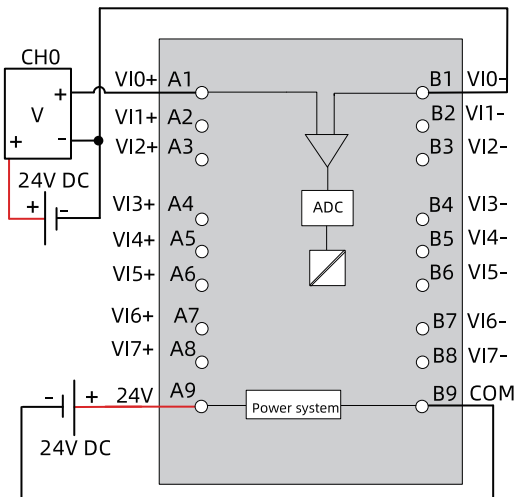 CH0
+
V
+ -
24V DC
+ -
VI0+ A1 B1 VI0-
VI1+ A2 B2 VI1-
VI2+ A3 B3 VI2-
VI3+ A4 B4 VI3-
VI4+ A5 B5 VI4-
VI5+ A6 B6 VI5-
VI6+ A7 B7 VI6-
VI7+ A8 B8 VI7-
ADC
- + 24V A9 Power system B9 COM
24V DC